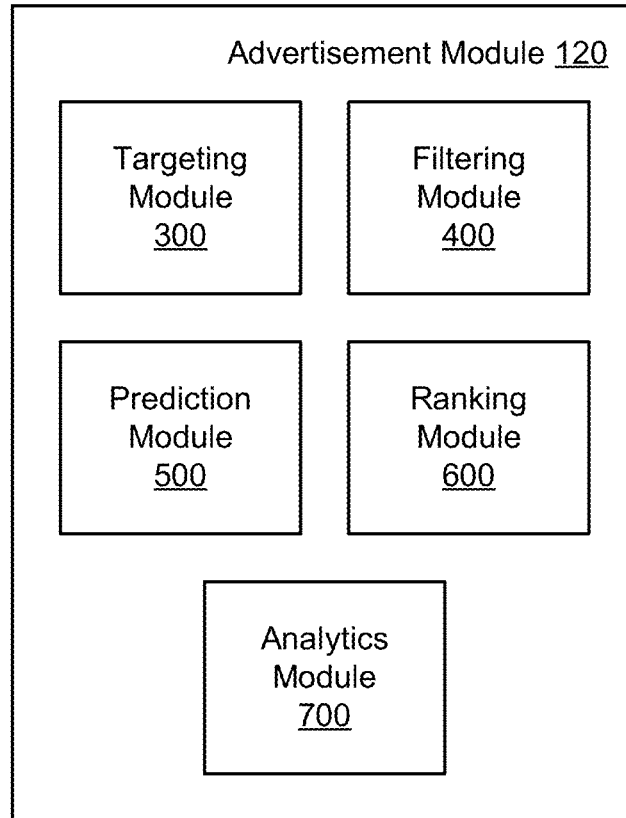 Advertisement Module 120
Targeting
Module
300
Filtering
Module
400
Prediction
Module
500
Ranking
Module
600
Analytics
Module
700